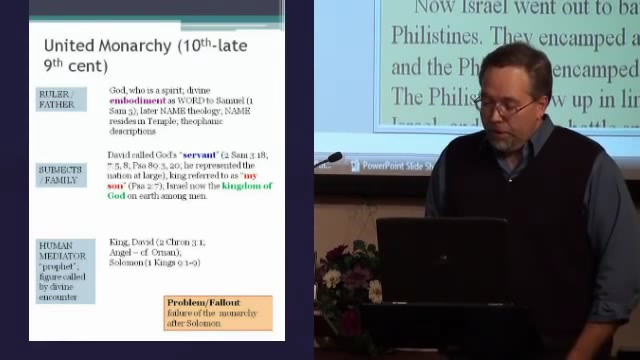 United Monarchy (10th-late
9th cent)
RULER /
FATHER
God, who is a spirit; divine
embodiment as WORD to Samuel (1
Sam 3); later NAME theology; NAME
resides in Temple; theophanic
descriptions
SUBJECTS
/ FAMILY
David called God's "servant" (2 Sam 3:18,
7:5, 8; Psa 89:3, 20; he represented the
nation at large); king referred to as "my
son" (Psa 2:7); Israel now the kingdom of
God on earth among men.
HUMAN
MEDIATOR
"prophet";
figure called
by divine
encounter
King, David (2 Chron 3:1;
Angel – cf Ornan);
Solomon (1 Kings 9:1-9)
Problem/Fallout:
failure of the monarchy
after Solomon
Now Israel went out to ba
Philistines. They encamped a
and the Ph encamped
The Philis w up in lin
PowerPoint Slide Sh